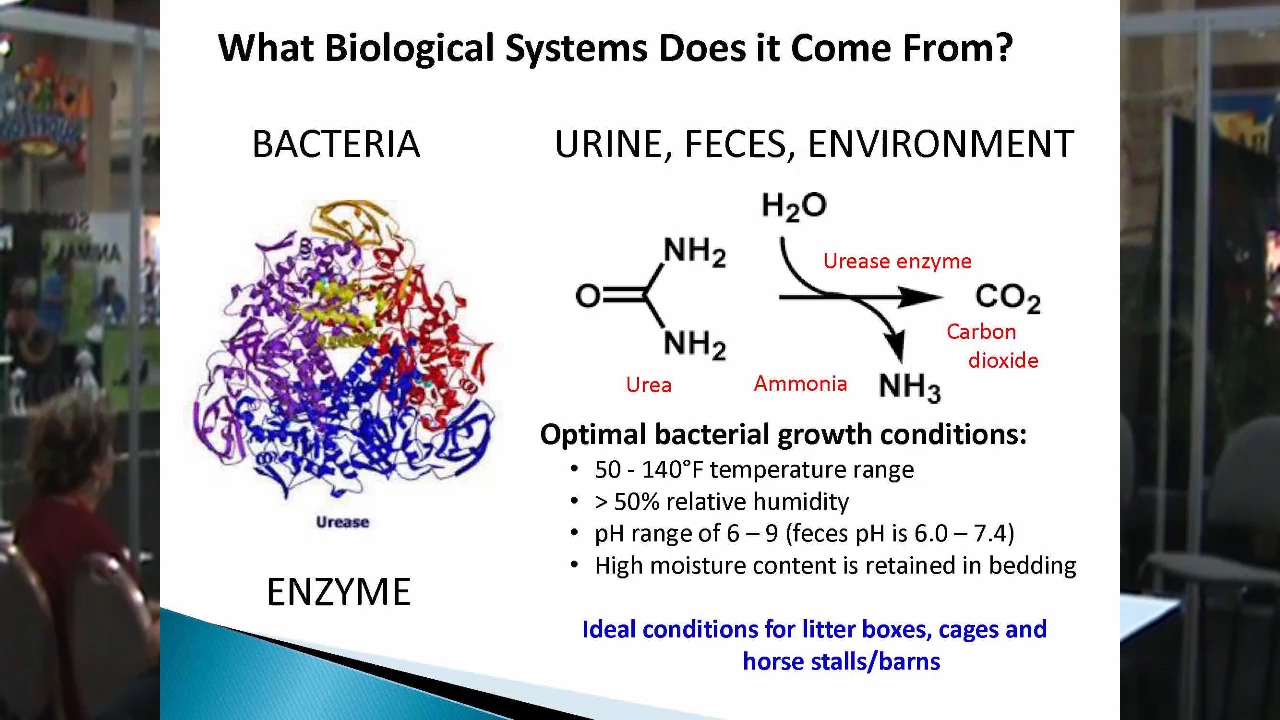 What Biological Systems Does it Come From?
BACTERIA
URINE, FECES, ENVIRONMENT
H₂O
NH₂
Urease enzyme
O
CO₂
NH₂
Carbon
dioxide
Urea
Ammonia
NH₃
Optimal bacterial growth conditions:
• 50 - 140°F temperature range
• > 50% relative humidity
• pH range of 6 – 9 (feces pH is 6.0 – 7.4)
• High moisture content is retained in bedding
Urease
ENZYME
Ideal conditions for litter boxes, cages and
horse stalls/barns